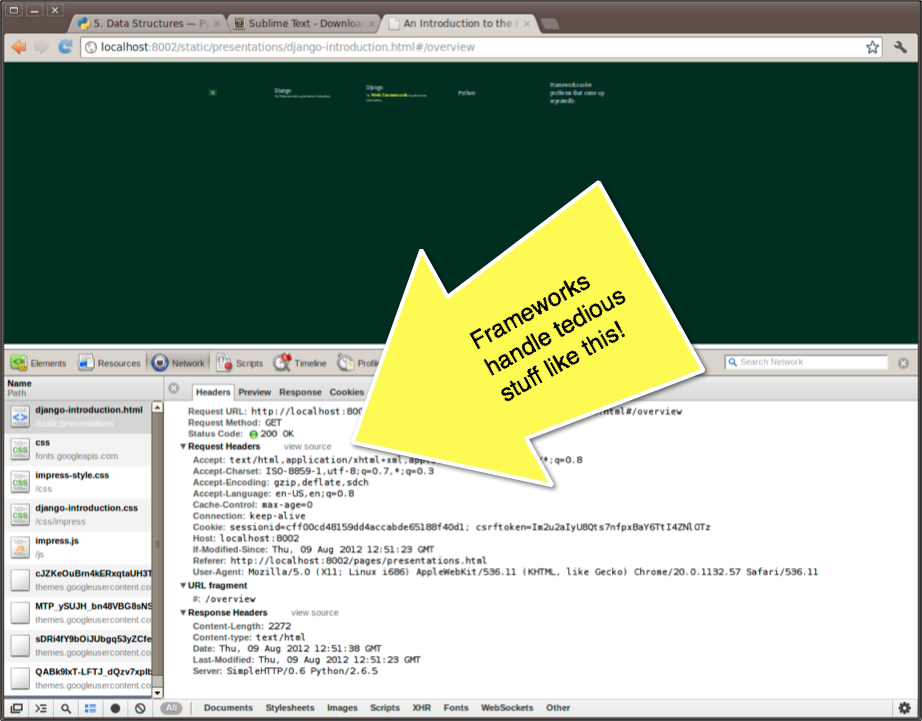 5. Data Structures — P
Sublime Text - Downloa
An Introduction to the
localhost:8002/static/presentations/django-introduction.html#/overview
Django
Django
Web Framework
Python
Frameworks solve
problems that come up
repeatedly.
Frameworks
handle tedious
stuff like this!
Elements Resources Network Scripts Timeline Profil Search Network
Name
Path
Headers Preview Response Cookies
django-introduction.html
/static/presentations
css
fonts.googleapis.com
impress-style.css
/css
django-introduction.css
/css/impress
impress.js
/js
cJZKeOuBrn4kERxqtaUH3T
themes.googleusercontent.co
MTP_ySUJH_bn48VBG8sNS
themes.googleusercontent.co
sDRi4fY9bOiJUbgq53yZCfe
themes.googleusercontent.co
QABk9IxT-LFTJ_dQzv7xpIb
themes.googleusercontent.co
Request URL: http://localhost:800 html#/overview
Request Method: GET
Status Code: 200 OK
Request Headers view source
Accept: text/html,application/xhtml+xml,appl *;q=0.8
Accept-Charset: ISO-8859-1,utf-8;q=0.7,*;q=0.3
Accept-Encoding: gzip,deflate,sdch
Accept-Language: en-US,en;q=0.8
Cache-Control: max-age=0
Connection: keep-alive
Cookie: sessionid=cff00cd48159dd4accabde65188f40d1; csrftoken=Im2u2aIyU8Qts7nfpxBaY6TtI4ZNlOTz
Host: localhost:8002
If-Modified-Since: Thu, 09 Aug 2012 12:51:23 GMT
Referer: http://localhost:8002/pages/presentations.html
User-Agent: Mozilla/5.0 (X11; Linux i686) AppleWebKit/536.11 (KHTML, like Gecko) Chrome/20.0.1132.57 Safari/536.11
URL fragment
#: /overview
Response Headers view source
Content-Length: 2272
Content-type: text/html
Date: Thu, 09 Aug 2012 12:51:38 GMT
Last-Modified: Thu, 09 Aug 2012 12:51:23 GMT
Server: SimpleHTTP/0.6 Python/2.6.5
All Documents Stylesheets Images Scripts XHR Fonts WebSockets Other